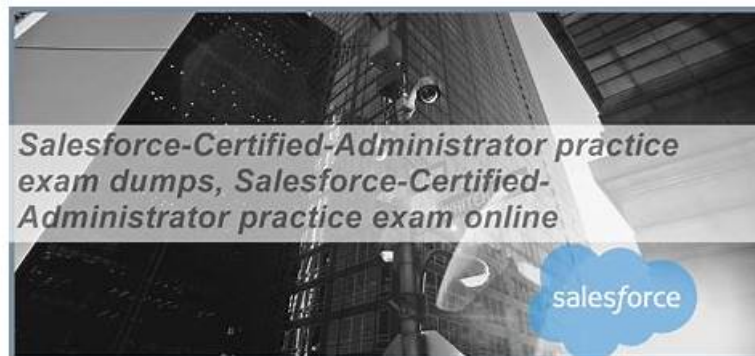 Salesforce-Certified-Administrator practice
exam dumps, Salesforce-Certified-
Administrator practice exam online
salesforce